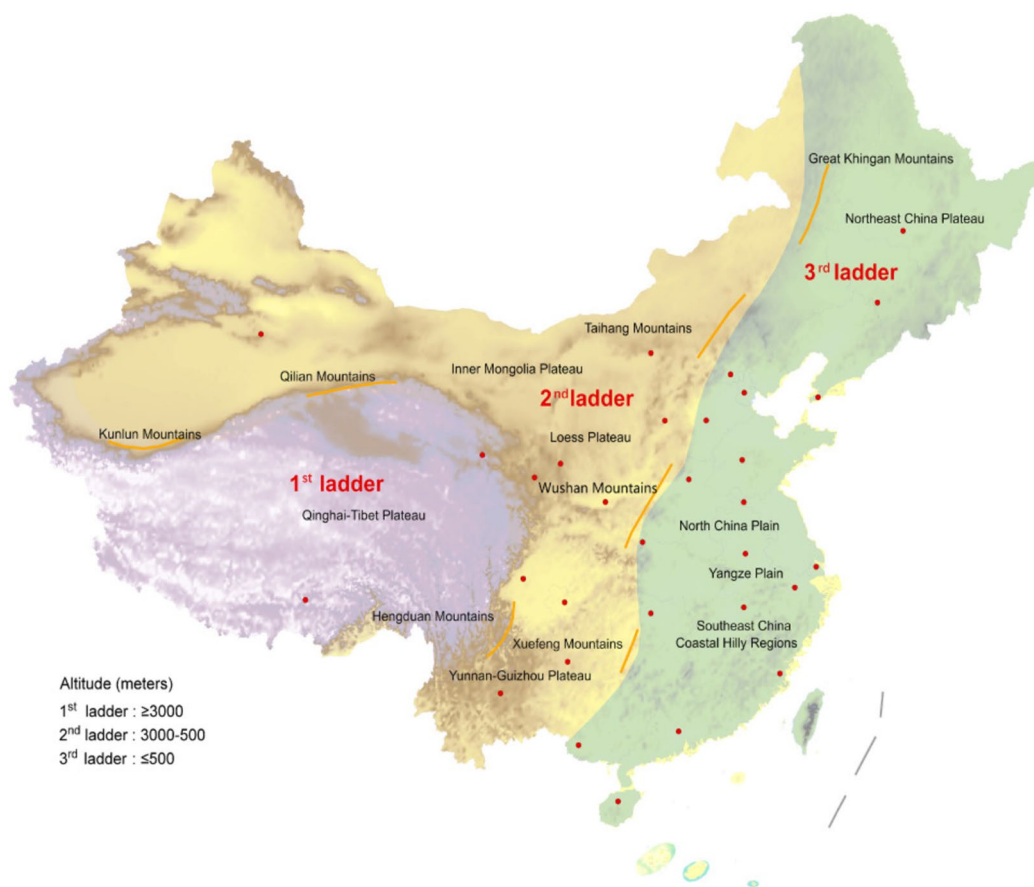 Great Khingan Mountains
Northeast China Plateau
3rd ladder
Taihang Mountains
Inner Mongolia Plateau
Qilian Mountains
2nd ladder
Kunlun Mountains
Loess Plateau
1st ladder
Wushan Mountains
Qinghai-Tibet Plateau
North China Plain
Yangze Plain
Hengduan Mountains
Southeast China
Coastal Hilly Regions
Xuefeng Mountains
Yunnan-Guizhou Plateau
Altitude (meters)
1st ladder : ≥3000
2nd ladder : 3000-500
3rd ladder : ≤500